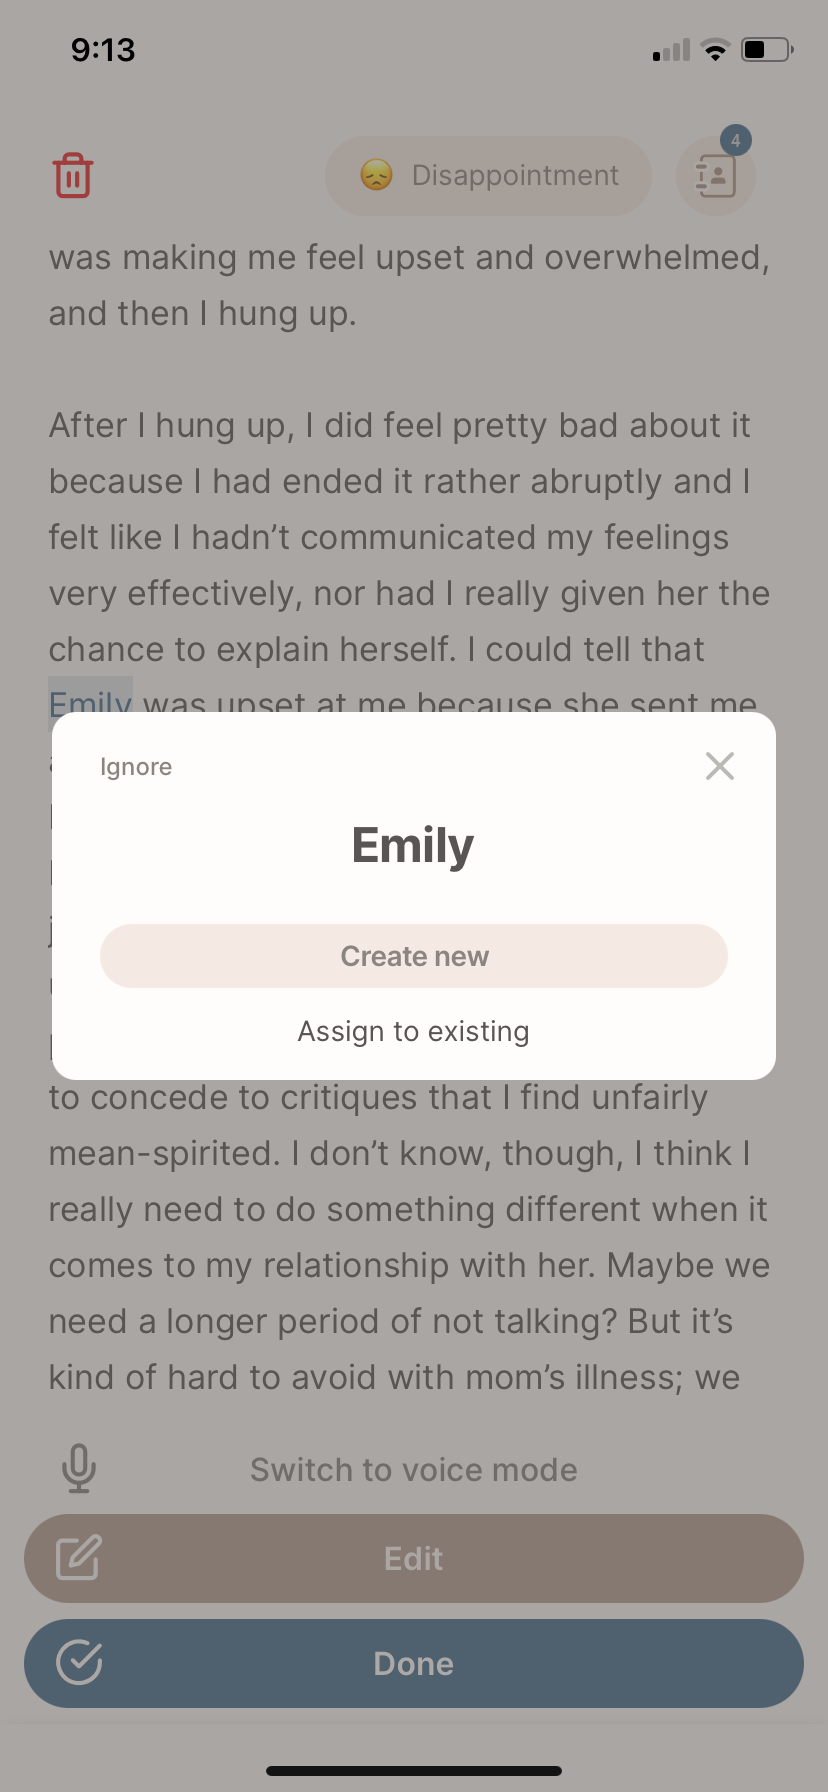 9:13
Disappointment
4
was making me feel upset and overwhelmed,
and then I hung up.
After I hung up, I did feel pretty bad about it
because I had ended it rather abruptly and I
felt like I hadn’t communicated my feelings
very effectively, nor had I really given her the
chance to explain herself. I could tell that
Emily was upset at me because she sent me
Ignore
Emily
Create new
Assign to existing
to concede to critiques that I find unfairly
mean-spirited. I don’t know, though, I think I
really need to do something different when it
comes to my relationship with her. Maybe we
need a longer period of not talking? But it’s
kind of hard to avoid with mom’s illness; we
Switch to voice mode
Edit
Done